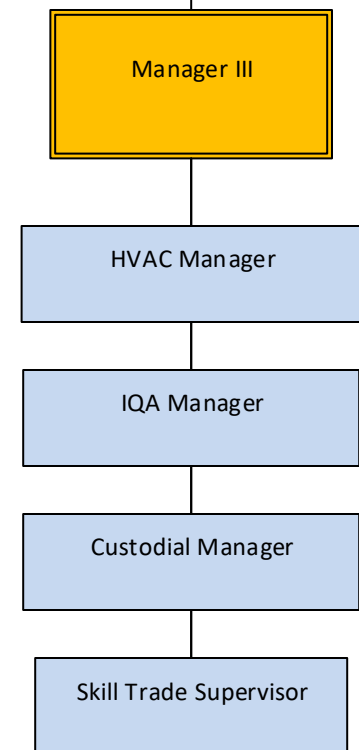 Manager III
HVAC Manager
IQA Manager
Custodial Manager
Skill Trade Supervisor